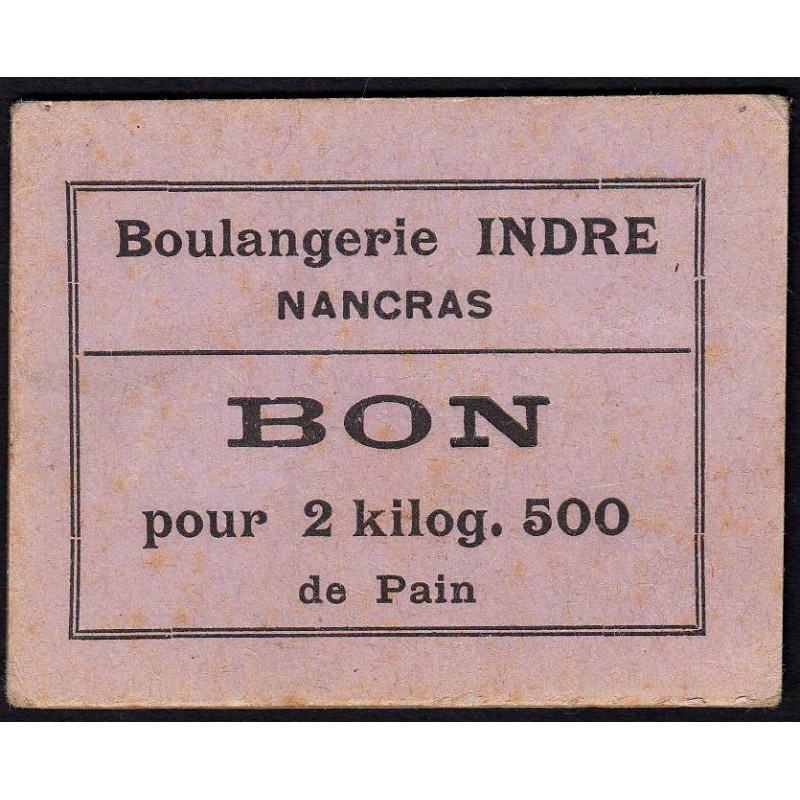 Boulangerie INDRE
NANCRAS
BON
pour 2 kilog. 500
de Pain